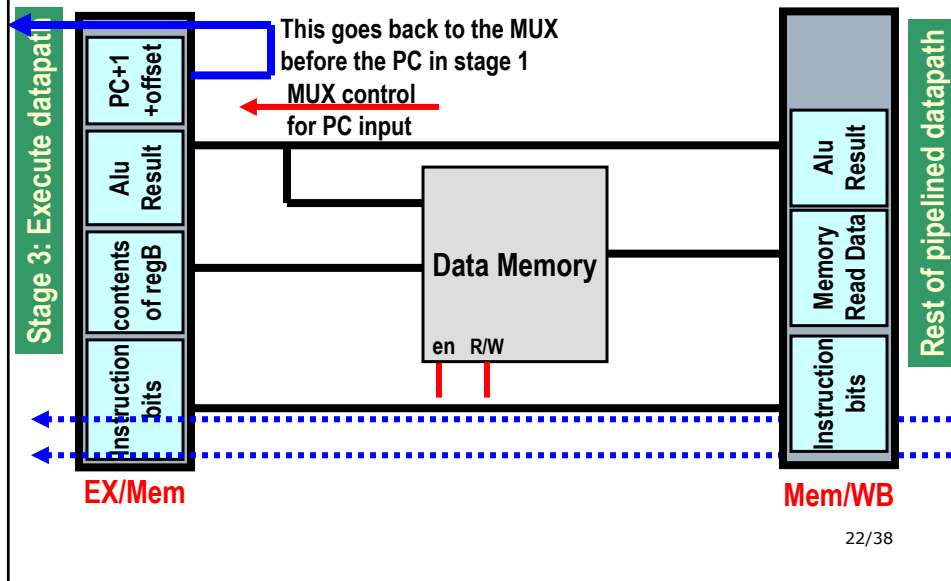 Stage 3: Execute datapath
PC+1
+offset
Alu
Result
contents
of regB
Instruction
bits
EX/Mem
This goes back to the MUX
before the PC in stage 1
MUX control
for PC input
Data Memory
en R/W
Alu
Result
Memory
Read Data
Instruction
bits
Mem/WB
Rest of pipelined datapath
22/38